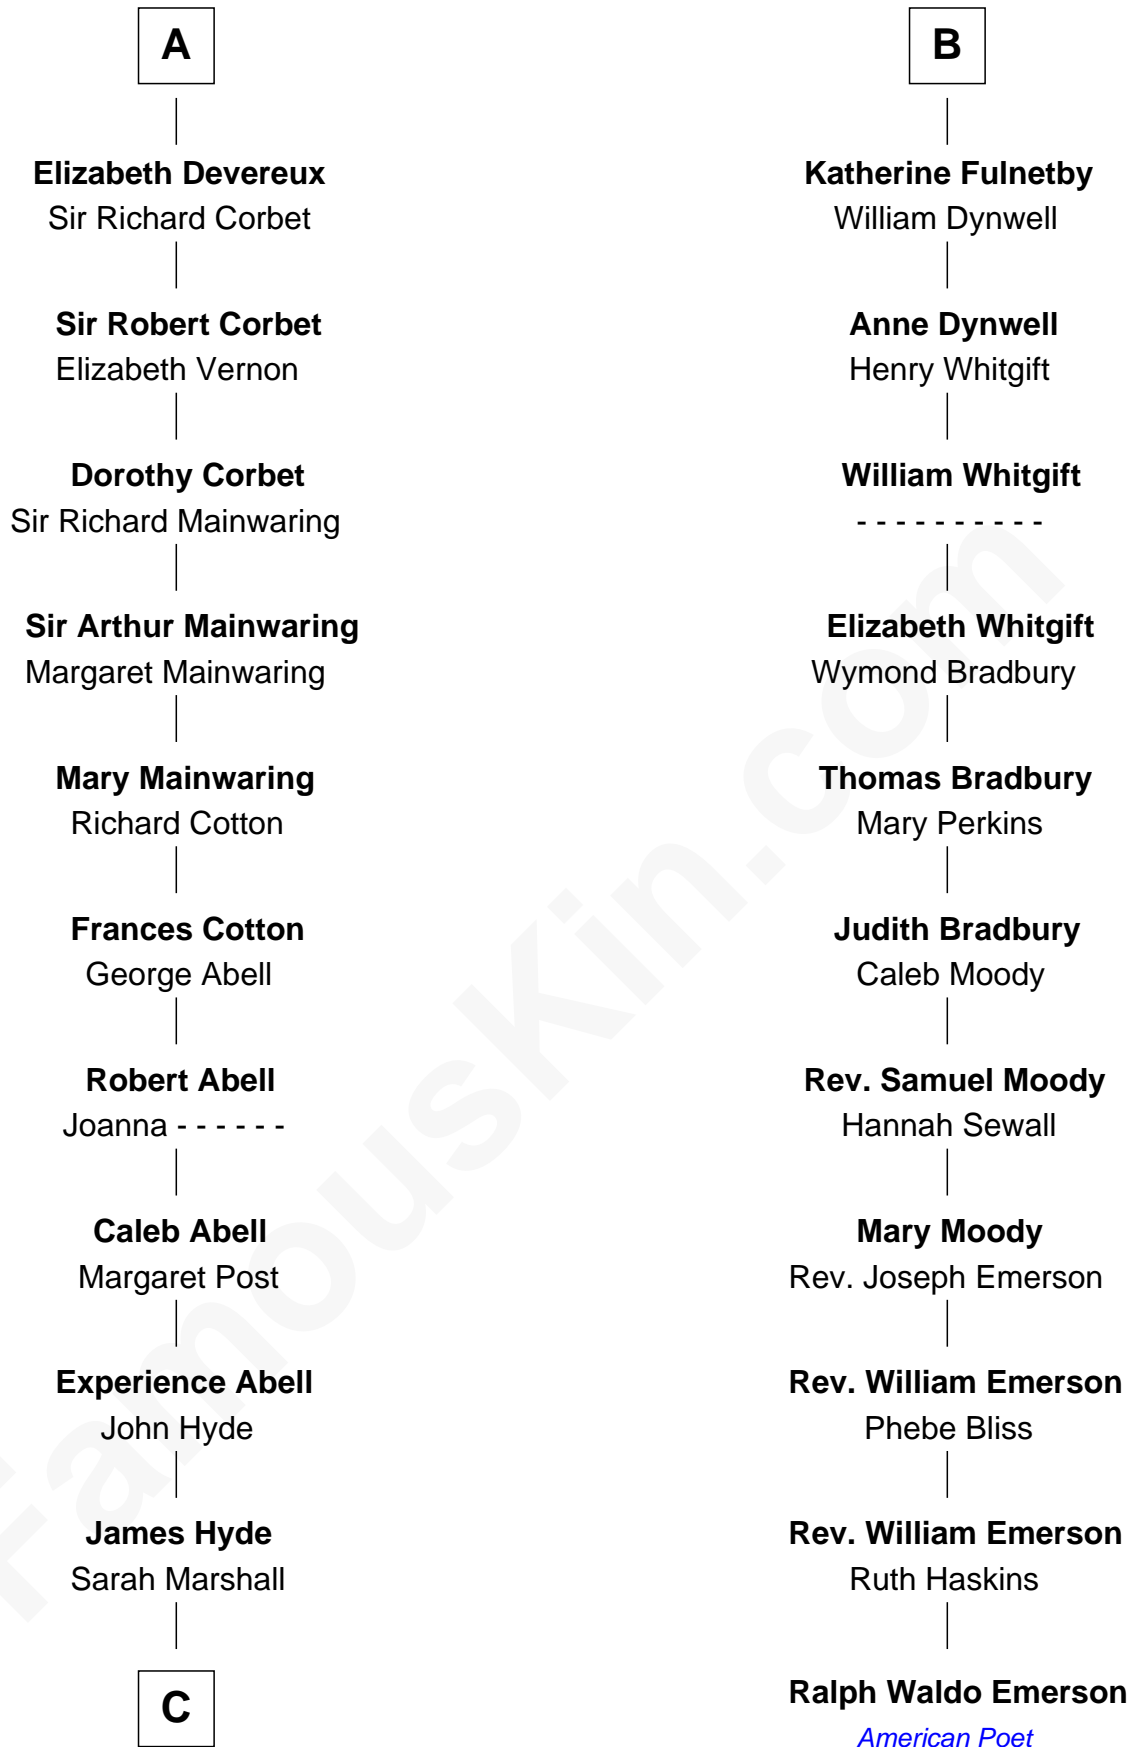 A
Elizabeth Devereux
Sir Richard Corbet
Sir Robert Corbet
Elizabeth Vernon
Dorothy Corbet
Sir Richard Mainwaring
Sir Arthur Mainwaring
Margaret Mainwaring
Mary Mainwaring
Richard Cotton
Frances Cotton
George Abell
Robert Abell
Joanna - - - - - -
Caleb Abell
Margaret Post
Experience Abell
John Hyde
James Hyde
Sarah Marshall
C
B
Katherine Fulnetby
William Dynwell
Anne Dynwell
Henry Whitgift
William Whitgift
- - - - - - - - - -
Elizabeth Whitgift
Wymond Bradbury
Thomas Bradbury
Mary Perkins
Judith Bradbury
Caleb Moody
Rev. Samuel Moody
Hannah Sewall
Mary Moody
Rev. Joseph Emerson
Rev. William Emerson
Phebe Bliss
Rev. William Emerson
Ruth Haskins
Ralph Waldo Emerson
American Poet
FamousKin.com